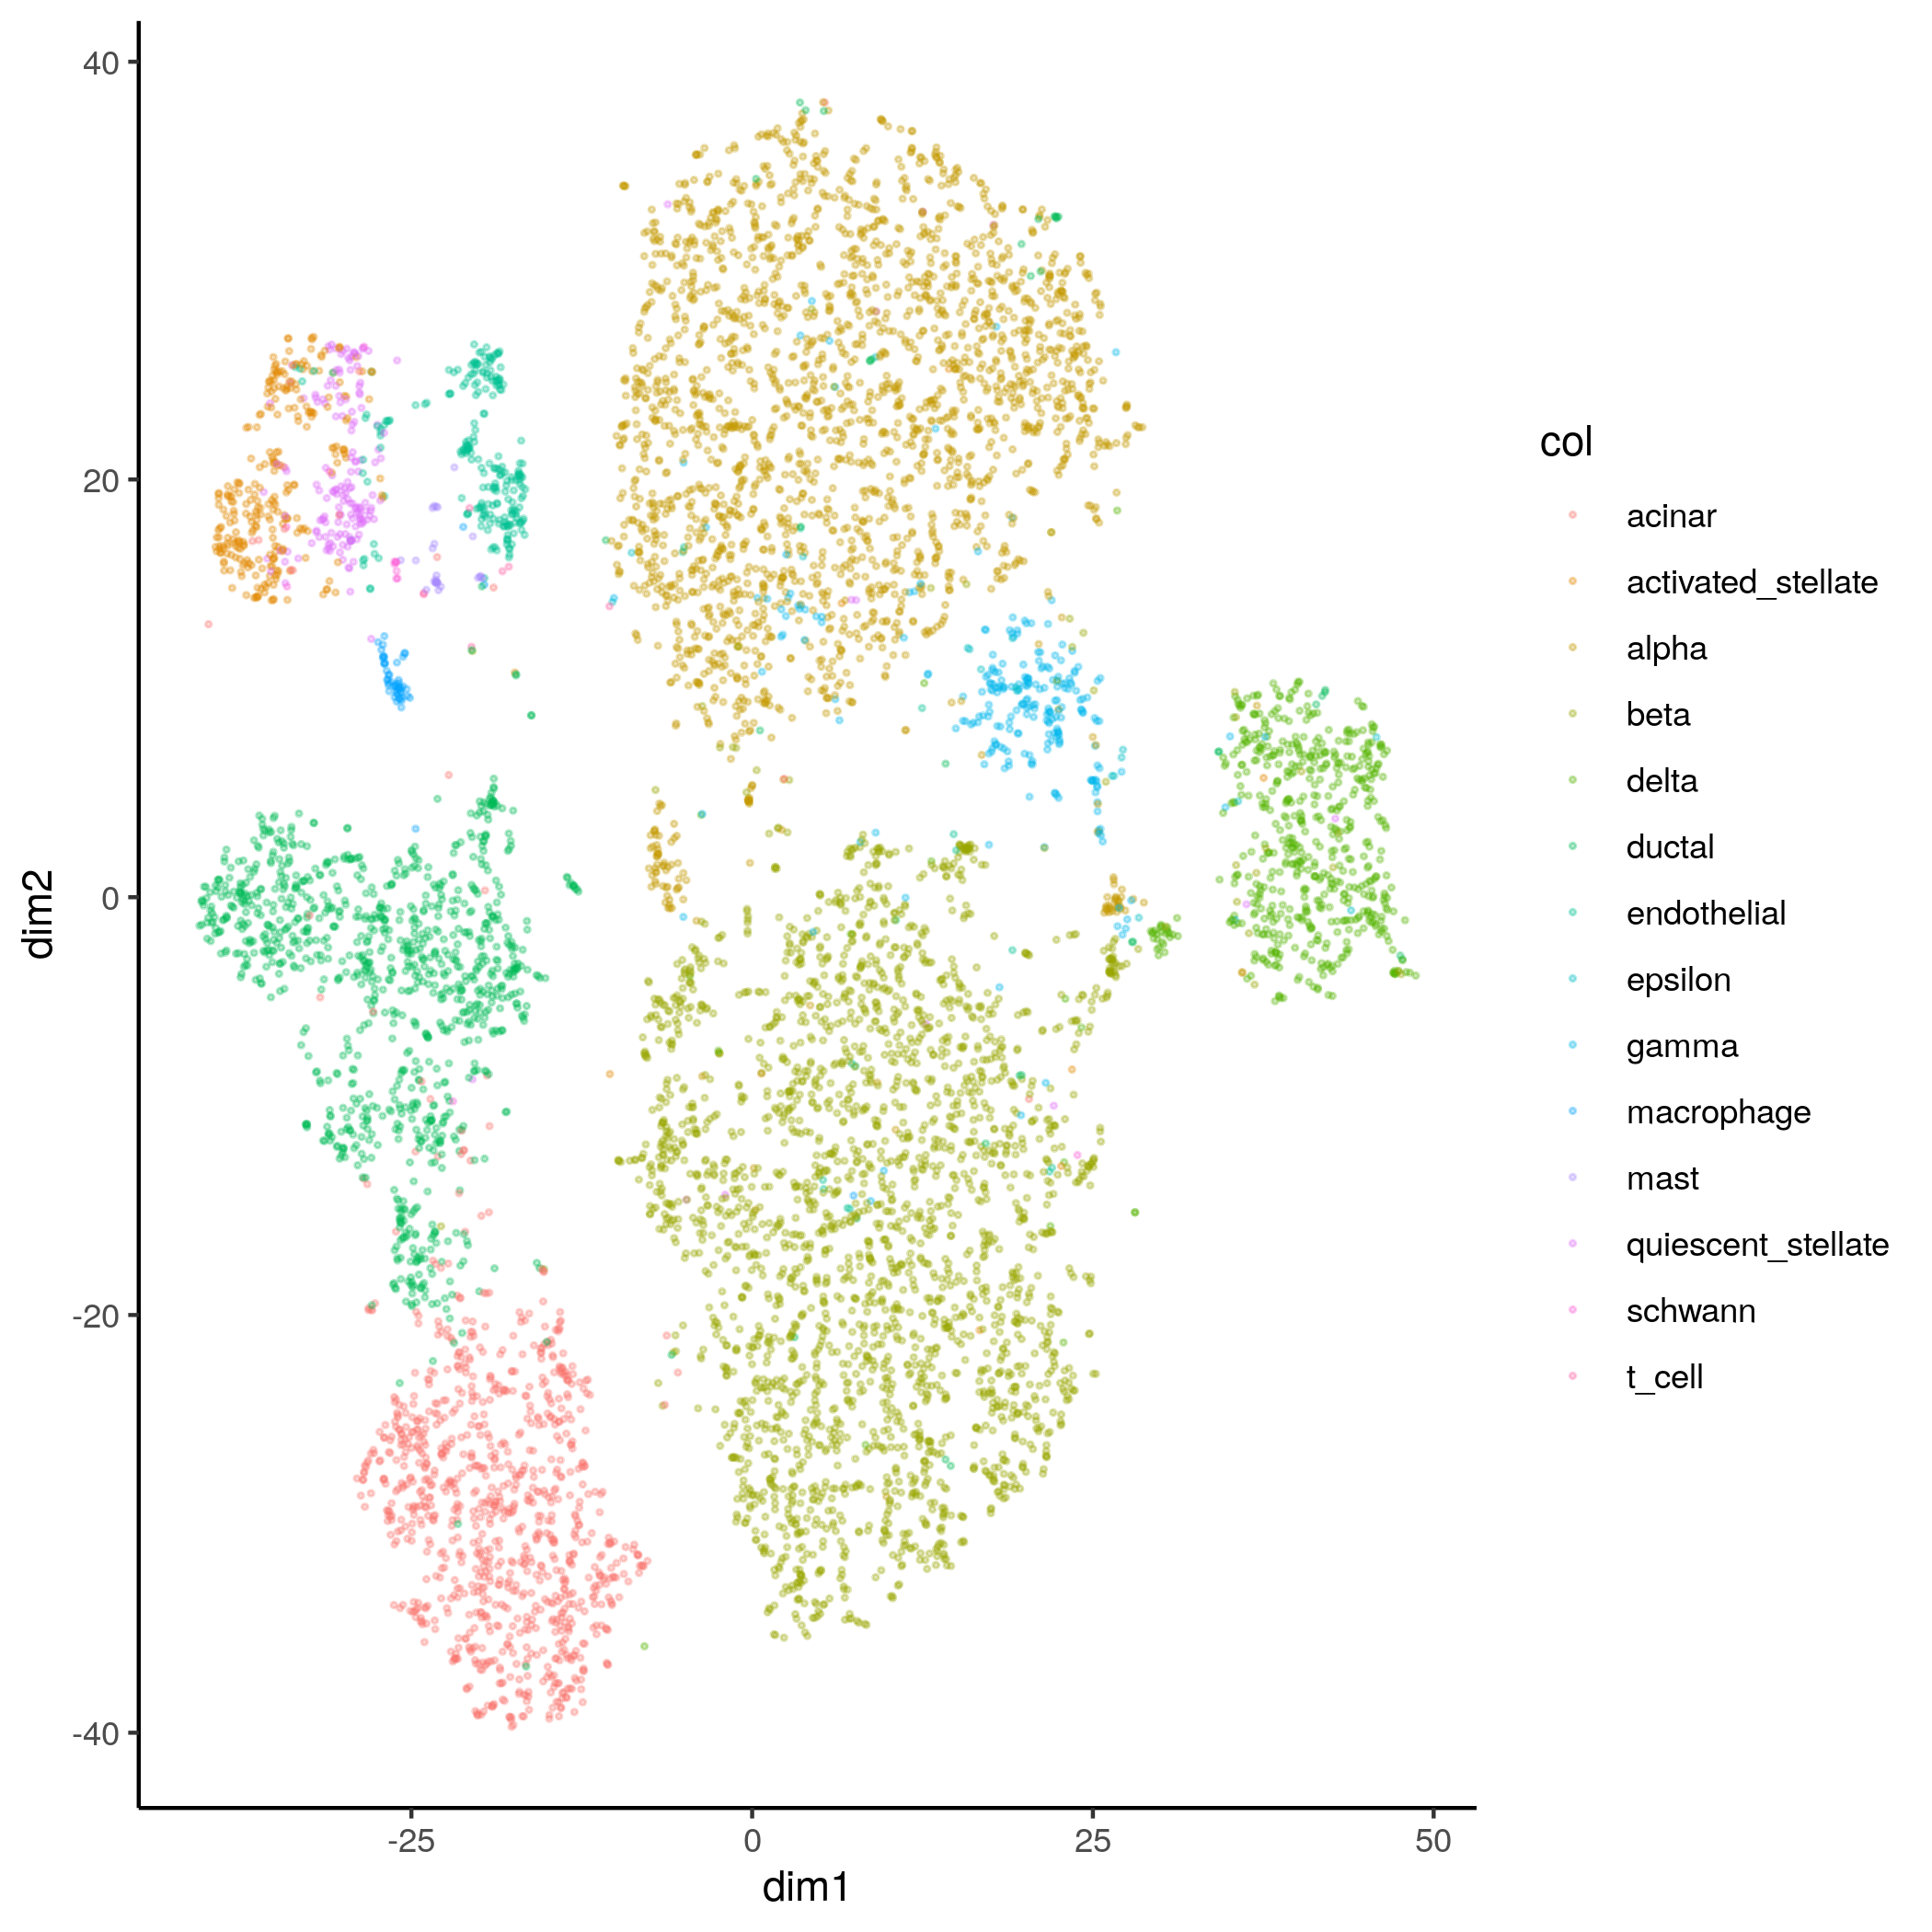 40
20
0
-20
-40
dim2
-25
0
25
50
dim1
col
acinar
activated_stellate
alpha
beta
delta
ductal
endothelial
epsilon
gamma
macrophage
mast
quiescent_stellate
schwann
t_cell